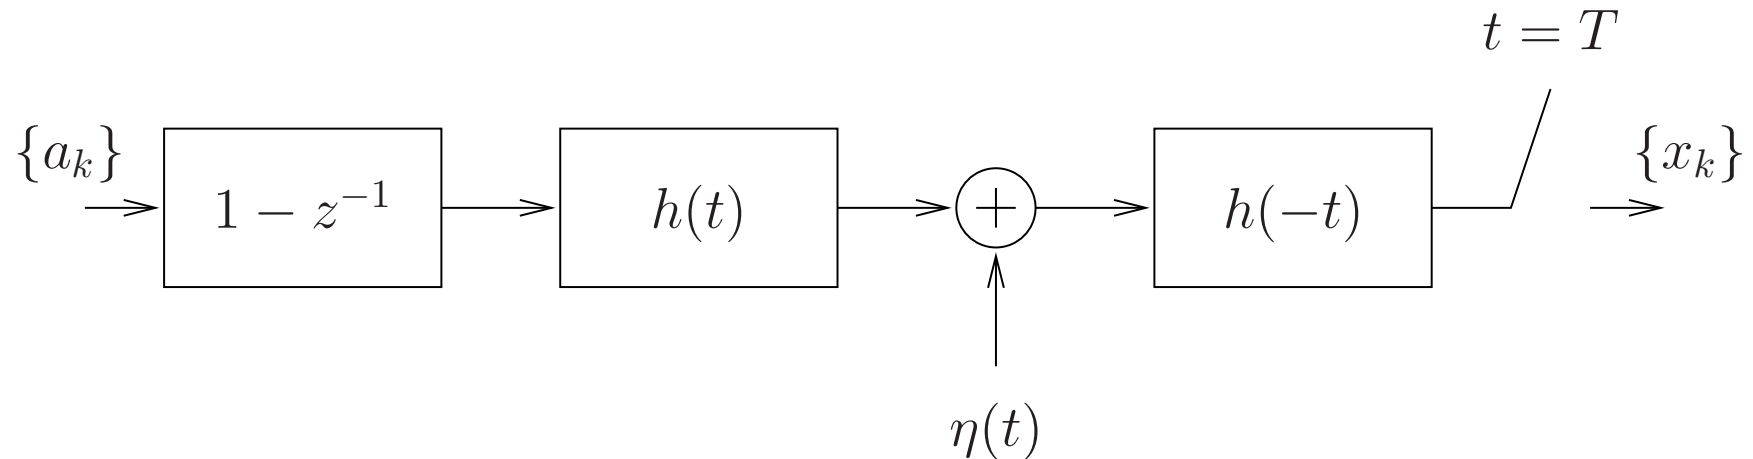 t = T
{a_k}
1 − z^{−1}
h(t)
+
h(−t)
{x_k}
η(t)